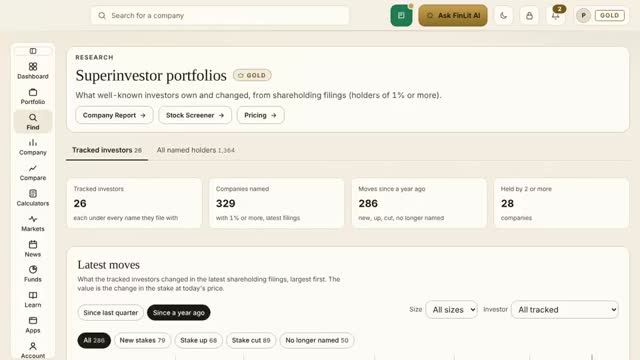 Search for a company
Ask FinLit AI
2
P
GOLD
Dashboard
Portfolio
Find
Company
Compare
Calculators
Markets
News
Funds
Learn
Apps
Account
RESEARCH
Superinvestor portfolios
GOLD
What well-known investors own and changed, from shareholding filings (holders of 1% or more).
Company Report →
Stock Screener →
Pricing →
Tracked investors 26
All named holders 1,364
Tracked investors
26
each under every name they file with
Companies named
329
with 1% or more, latest filings
Moves since a year ago
286
new, up, cut, no longer named
Held by 2 or more
28
companies
Latest moves
What the tracked investors changed in the latest shareholding filings, largest first. The
value is the change in the stake at today's price.
Since last quarter
Since a year ago
Size
All sizes
Investor
All tracked
All 286
New stakes 79
Stake up 68
Stake cut 89
No longer named 50